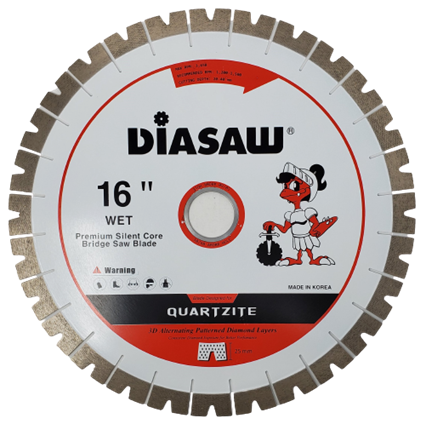 DIASAW®
16 "
WET
Premium Silent Core
Bridge Saw Blade
Warning
MADE IN KOREA
QUARTZITE
3D Alternating Patterned Diamond Layers